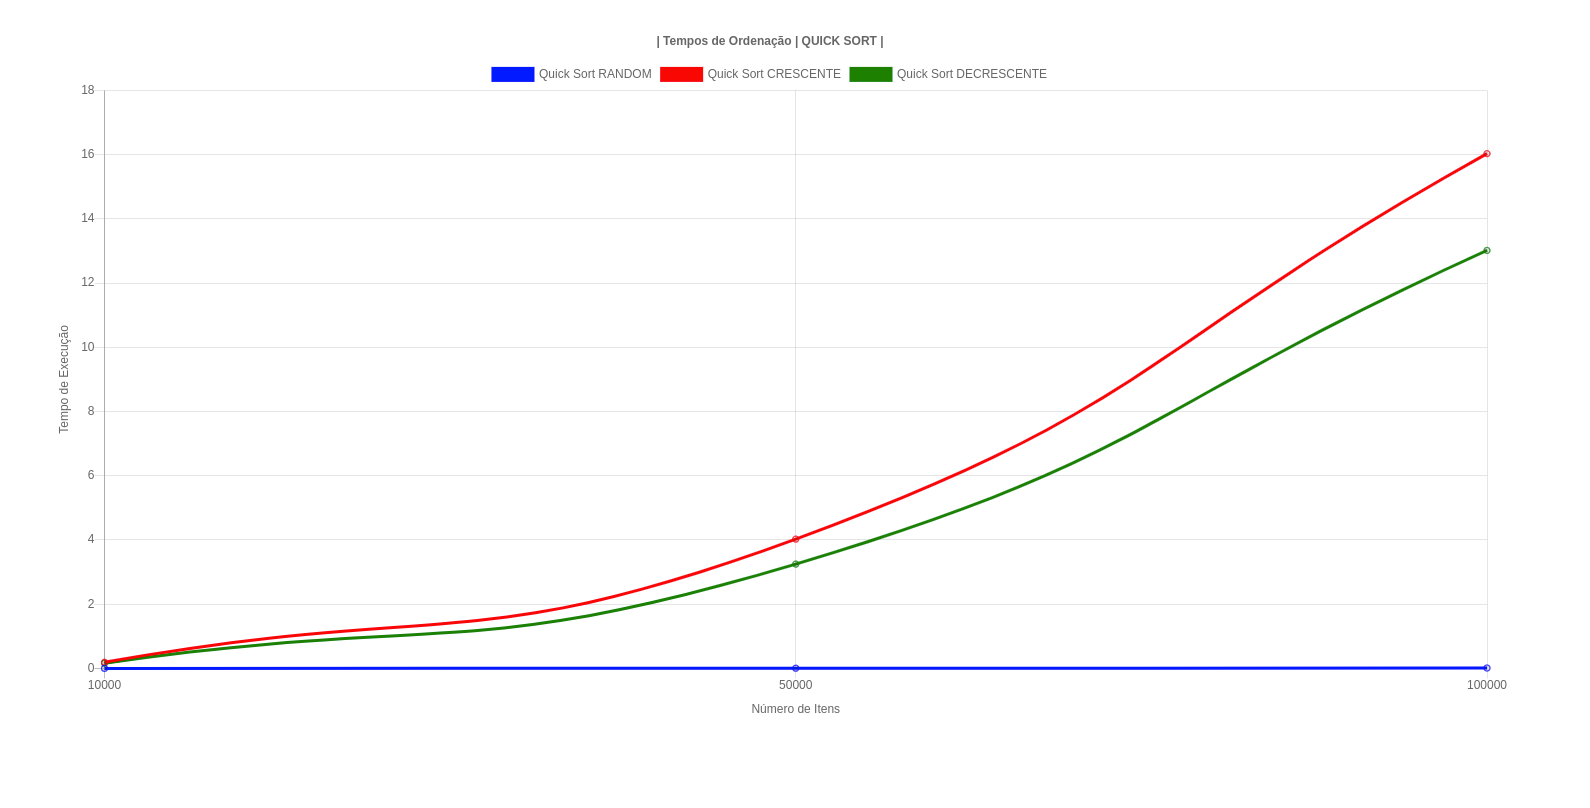 | Tempos de Ordenação | QUICK SORT |
Quick Sort RANDOM Quick Sort CRESCENTE Quick Sort DECRESCENTE
18
16
14
12
10
8
6
4
2
0
Tempo de Execução
10000 50000 100000
Número de Itens